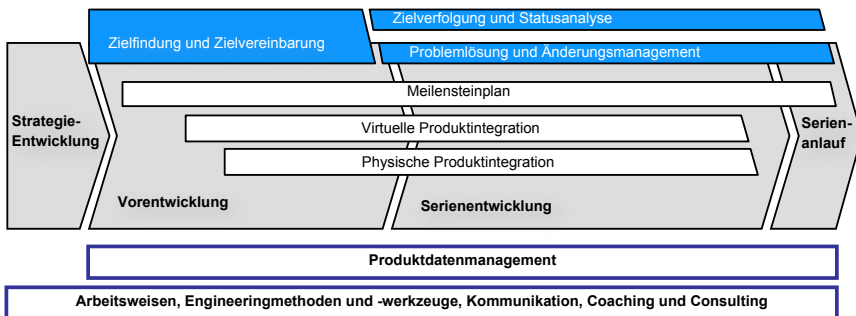 Zielverfolgung und Statusanalyse
Zielfindung und Zielvereinbarung
Problemlösung und Änderungsmanagement
Meilensteinplan
Strategie-
Entwicklung
Virtuelle Produktintegration
Serien-
anlauf
Physische Produktintegration
Vorentwicklung
Serienentwicklung
Produktdatenmanagement
Arbeitsweisen, Engineeringmethoden und -werkzeuge, Kommunikation, Coaching und Consulting